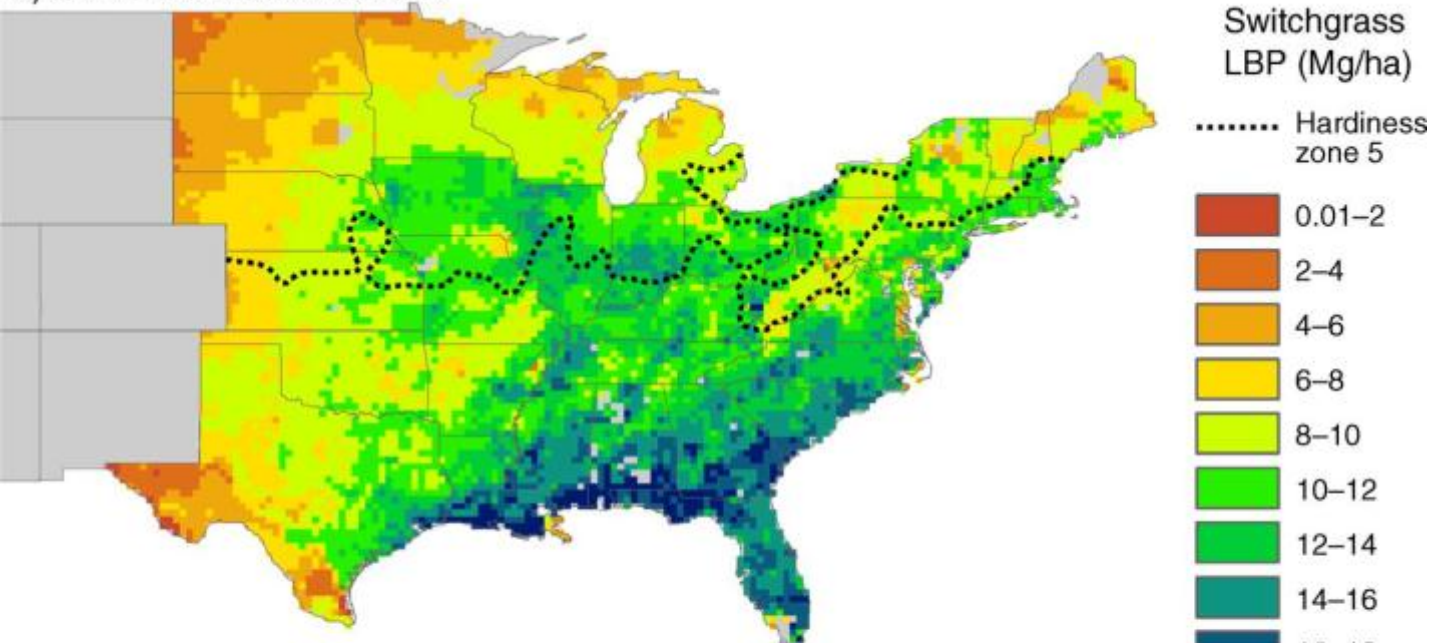 Switchgrass
LBP (Mg/ha)
Hardiness
zone 5
0.01–2
2–4
4–6
6–8
8–10
10–12
12–14
14–16